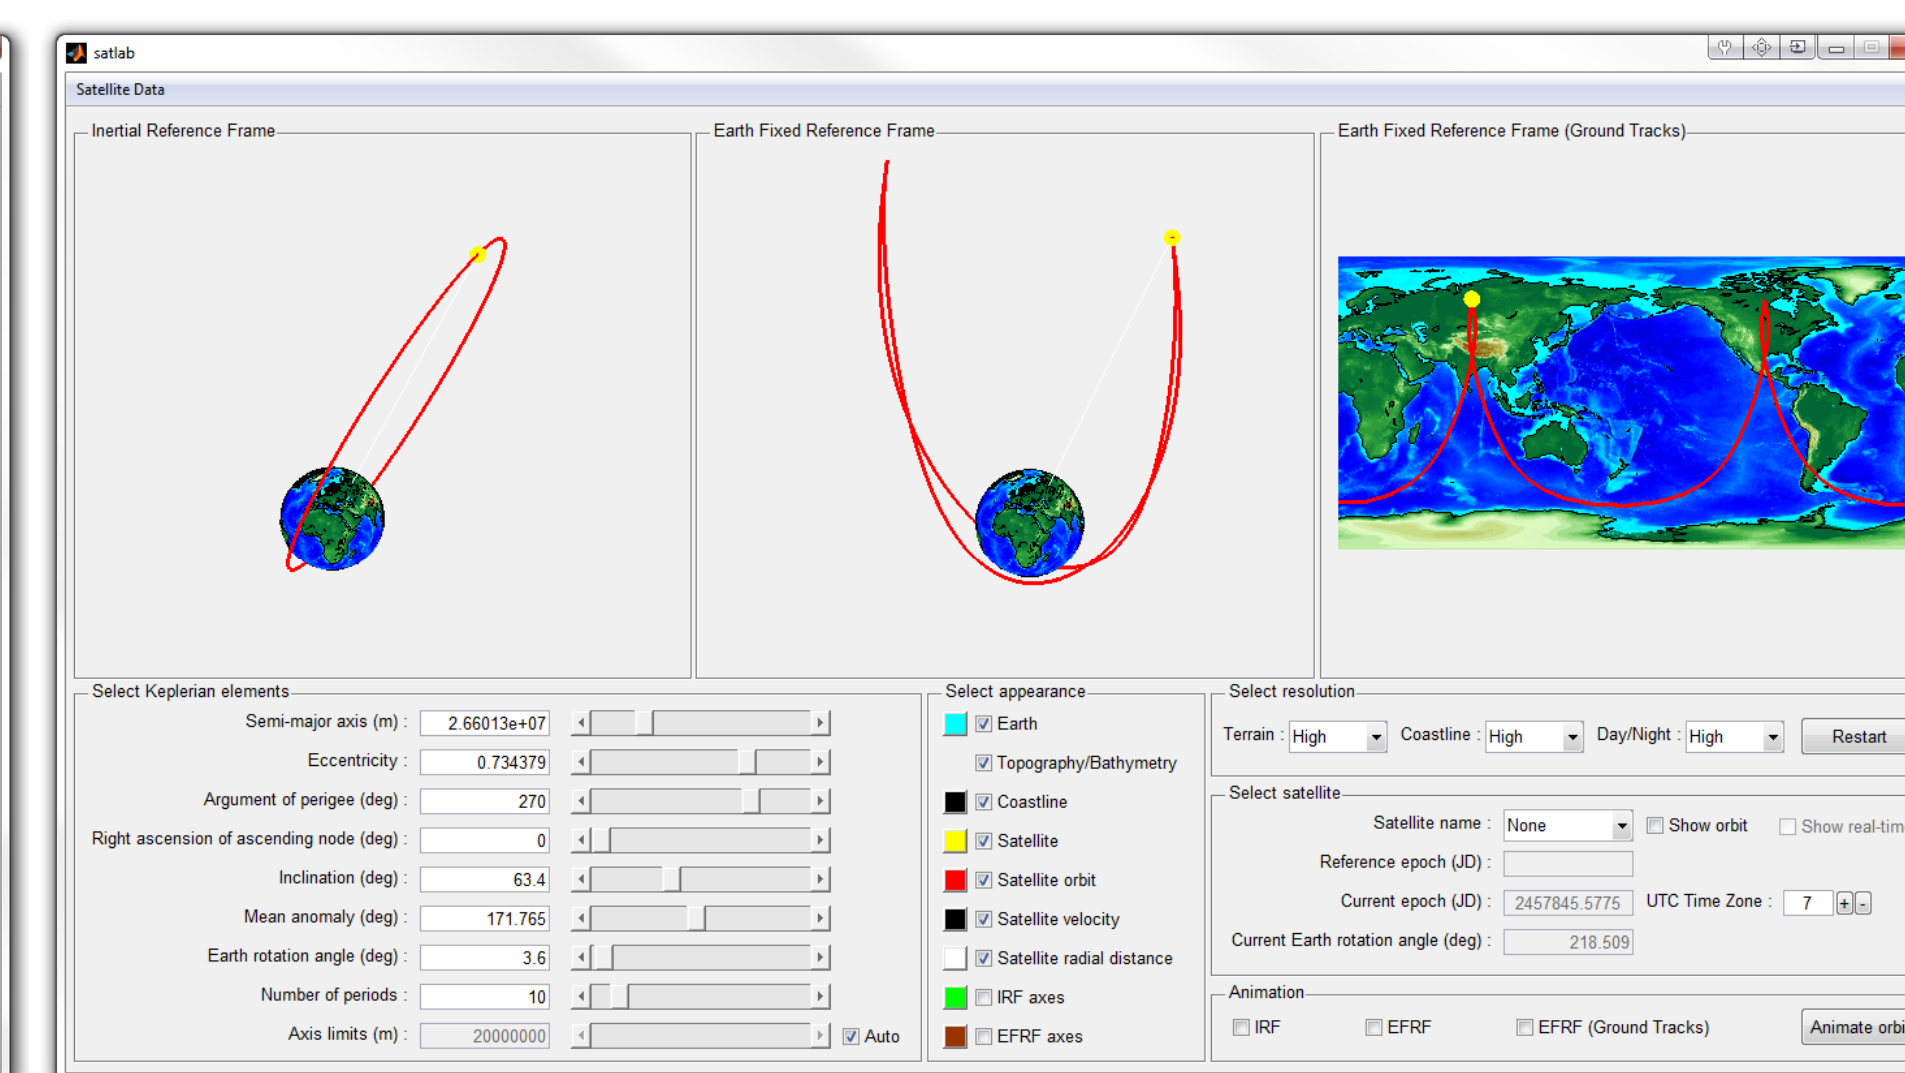 satlab
Satellite Data
Inertial Reference Frame
Earth Fixed Reference Frame
Earth Fixed Reference Frame (Ground Tracks)
Select Keplerian elements
Semi-major axis (m) : 2.66013e+07
Eccentricity : 0.734379
Argument of perigee (deg) : 270
Right ascension of ascending node (deg) : 0
Inclination (deg) : 63.4
Mean anomaly (deg) : 171.765
Earth rotation angle (deg) : 3.6
Number of periods : 10
Axis limits (m) : 20000000 Auto
Select appearance
Earth
Topography/Bathymetry
Coastline
Satellite
Satellite orbit
Satellite velocity
Satellite radial distance
IRF axes
EFRF axes
Select resolution
Terrain : High Coastline : High Day/Night : High Restart
Select satellite
Satellite name : None Show orbit Show real-tim
Reference epoch (JD) :
Current epoch (JD) : 2457845.5775 UTC Time Zone : 7 + -
Current Earth rotation angle (deg) : 218.509
Animation
IRF EFRF EFRF (Ground Tracks) Animate orbi